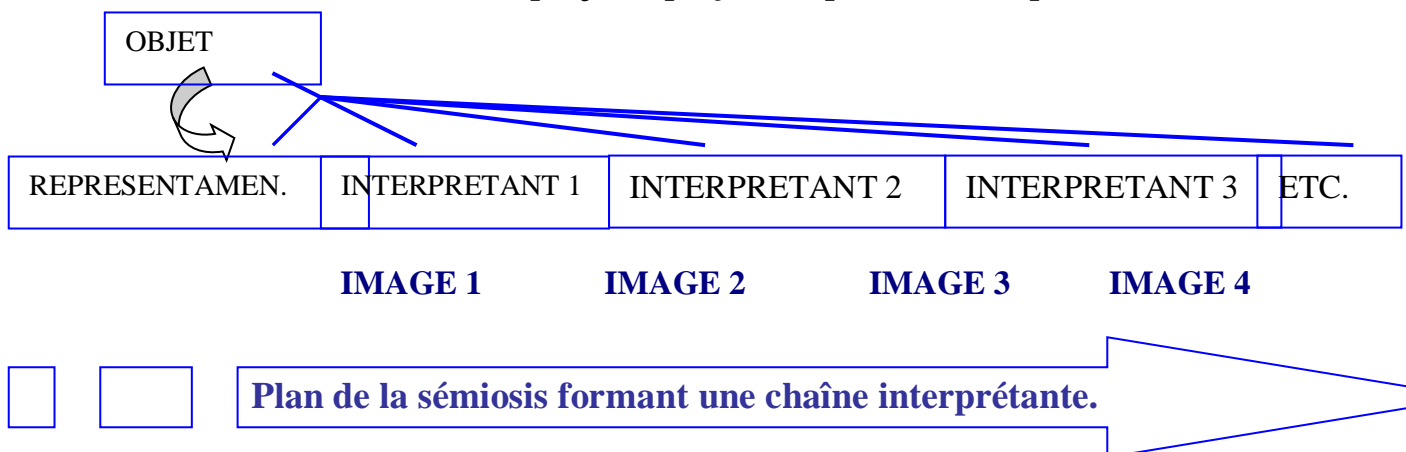 OBJET
REPRESENTAMEN. INTERPRETANT 1 INTERPRETANT 2 INTERPRETANT 3 ETC.
IMAGE 1 IMAGE 2 IMAGE 3 IMAGE 4
Plan de la sémiosis formant une chaîne interprétante.